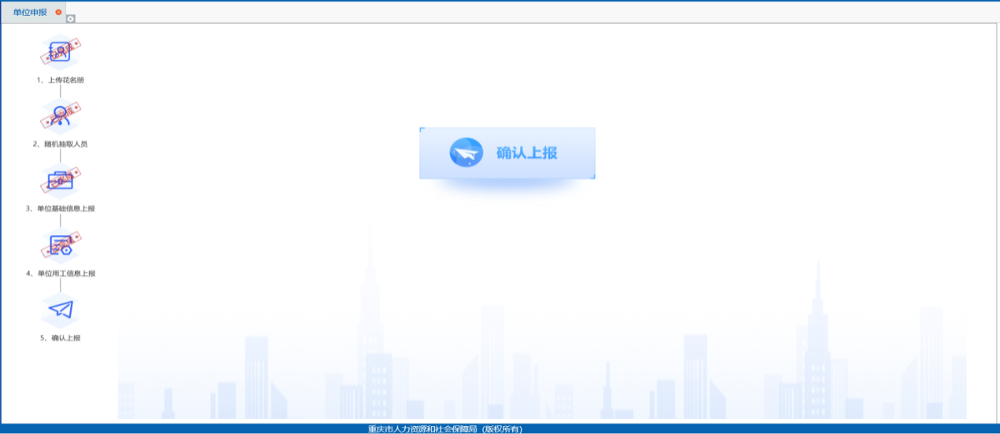 单位申报
1、上传花名册
2、随机抽取人员
3、单位基础信息上报
4、单位用工信息上报
5、确认上报
确认上报
重庆市人力资源和社会保障局（版权所有）